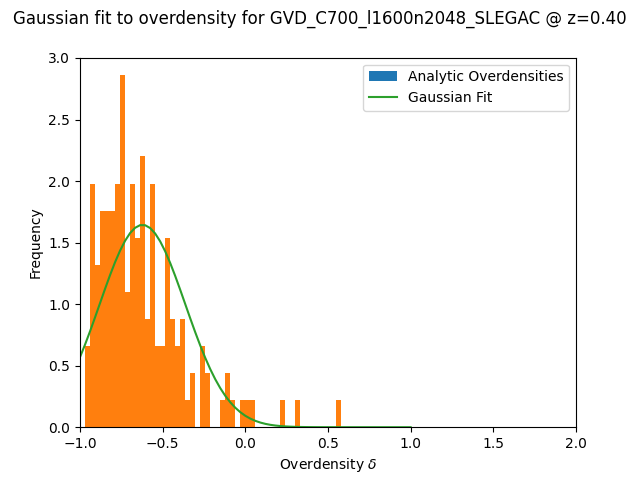 Gaussian fit to overdensity for GVD_C700_l1600n2048_SLEGAC @ z=0.40
3.0
2.5
2.0
1.5
1.0
0.5
0.0
Frequency
Analytic Overdensities
Gaussian Fit
−1.0 −0.5 0.0 0.5 1.0 1.5 2.0
Overdensity δ